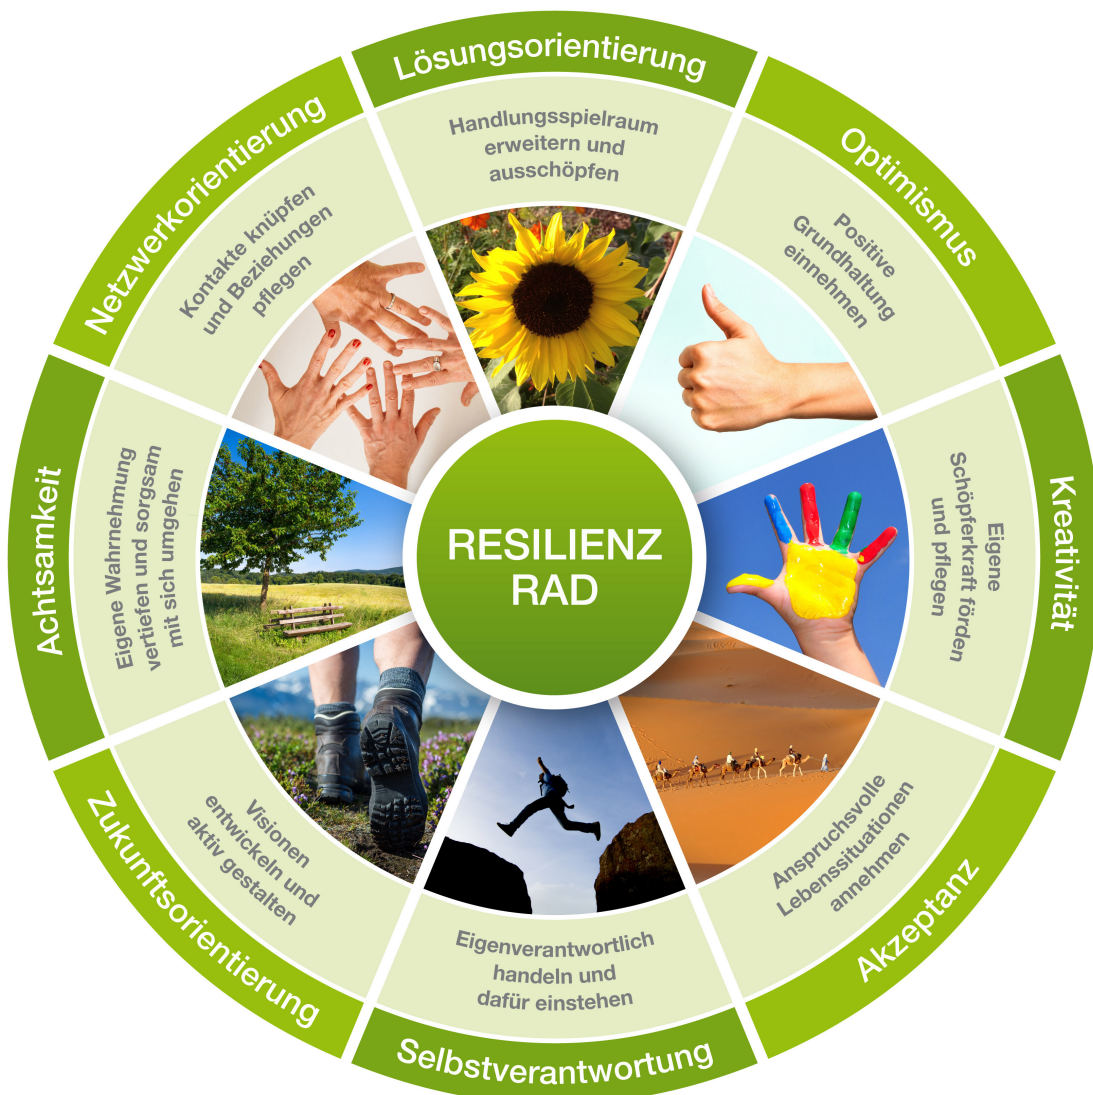 RESILIENZ
RAD
Lösungsorientierung
Handlungsspielraum
erweitern und
ausschöpfen
Optimismus
Positive
Grundhaltung
einnehmen
Kreativität
Eigene
Schöpferkraft förden
und pflegen
Akzeptanz
Anspruchsvolle
Lebenssituationen
annehmen
Selbstverantwortung
Eigenverantwortlich
handeln und
dafür einstehen
Zukunftsorientierung
Visionen
entwickeln und
aktiv gestalten
Achtsamkeit
Eigene Wahrnehmung
vertiefen und sorgsam
mit sich umgehen
Netzwerkorientierung
Kontakte knüpfen
und Beziehungen
pflegen